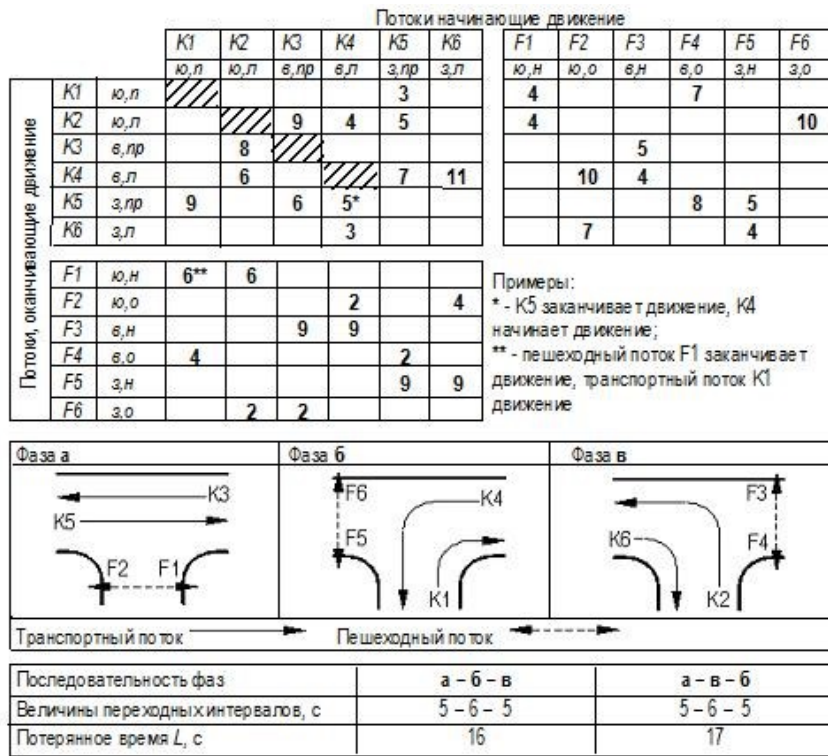 Потоки начинающие движение
K1 K2 K3 K4 K5 K6 F1 F2 F3 F4 F5 F6
ю,п ю,л в,пр в,л з,пр з,л ю,н ю,о в,н в,о з,н з,о
Потоки, оканчивающие движение
K1 ю,п 3 4 7
K2 ю,л 9 4 5 4 10
K3 в,пр 8 5
K4 в,л 6 7 11 10 4
K5 з,пр 9 6 5* 8 5
K6 з,л 3 7 4
F1 ю,н 6** 6
F2 ю,о 2 4
F3 в,н 9 9
F4 в,о 4 2
F5 з,н 9 9
F6 з,о 2 2
Примеры:
* - K5 заканчивает движение, K4
начинает движение;
** - пешеходный поток F1 заканчивает
движение, транспортный поток K1
движение
Фаза а Фаза б Фаза в
K3 K5 F2 F1
F6 K4 F5 K1
F3 K6 F4 K2
Транспортный поток Пешеходный поток
Последовательность фаз а – б – в а – в – б
Величины переходных интервалов, с 5 – 6 – 5 5 – 6 – 5
Потерянное время L, с 16 17